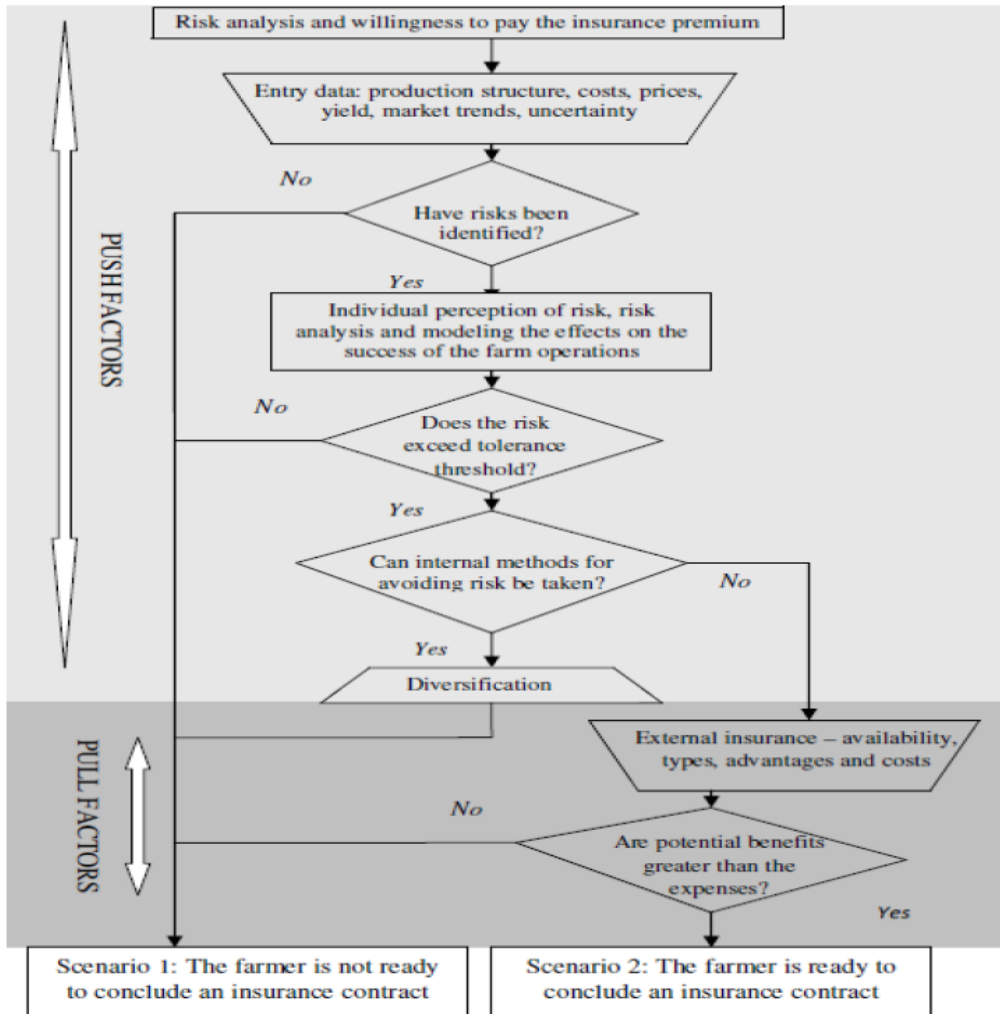 Risk analysis and willingness to pay the insurance premium
Entry data: production structure, costs, prices,
yield, market trends, uncertainty
No
Have risks been
identified?
Yes
PUSH FACTORS
Individual perception of risk, risk
analysis and modeling the effects on the
success of the farm operations
No
Does the risk
exceed tolerance
threshold?
Yes
Can internal methods for
avoiding risk be taken?
No
Yes
Diversification
PULL FACTORS
External insurance – availability,
types, advantages and costs
No
Are potential benefits
greater than the
expenses?
Yes
Scenario 1: The farmer is not ready
to conclude an insurance contract
Scenario 2: The farmer is ready to
conclude an insurance contract